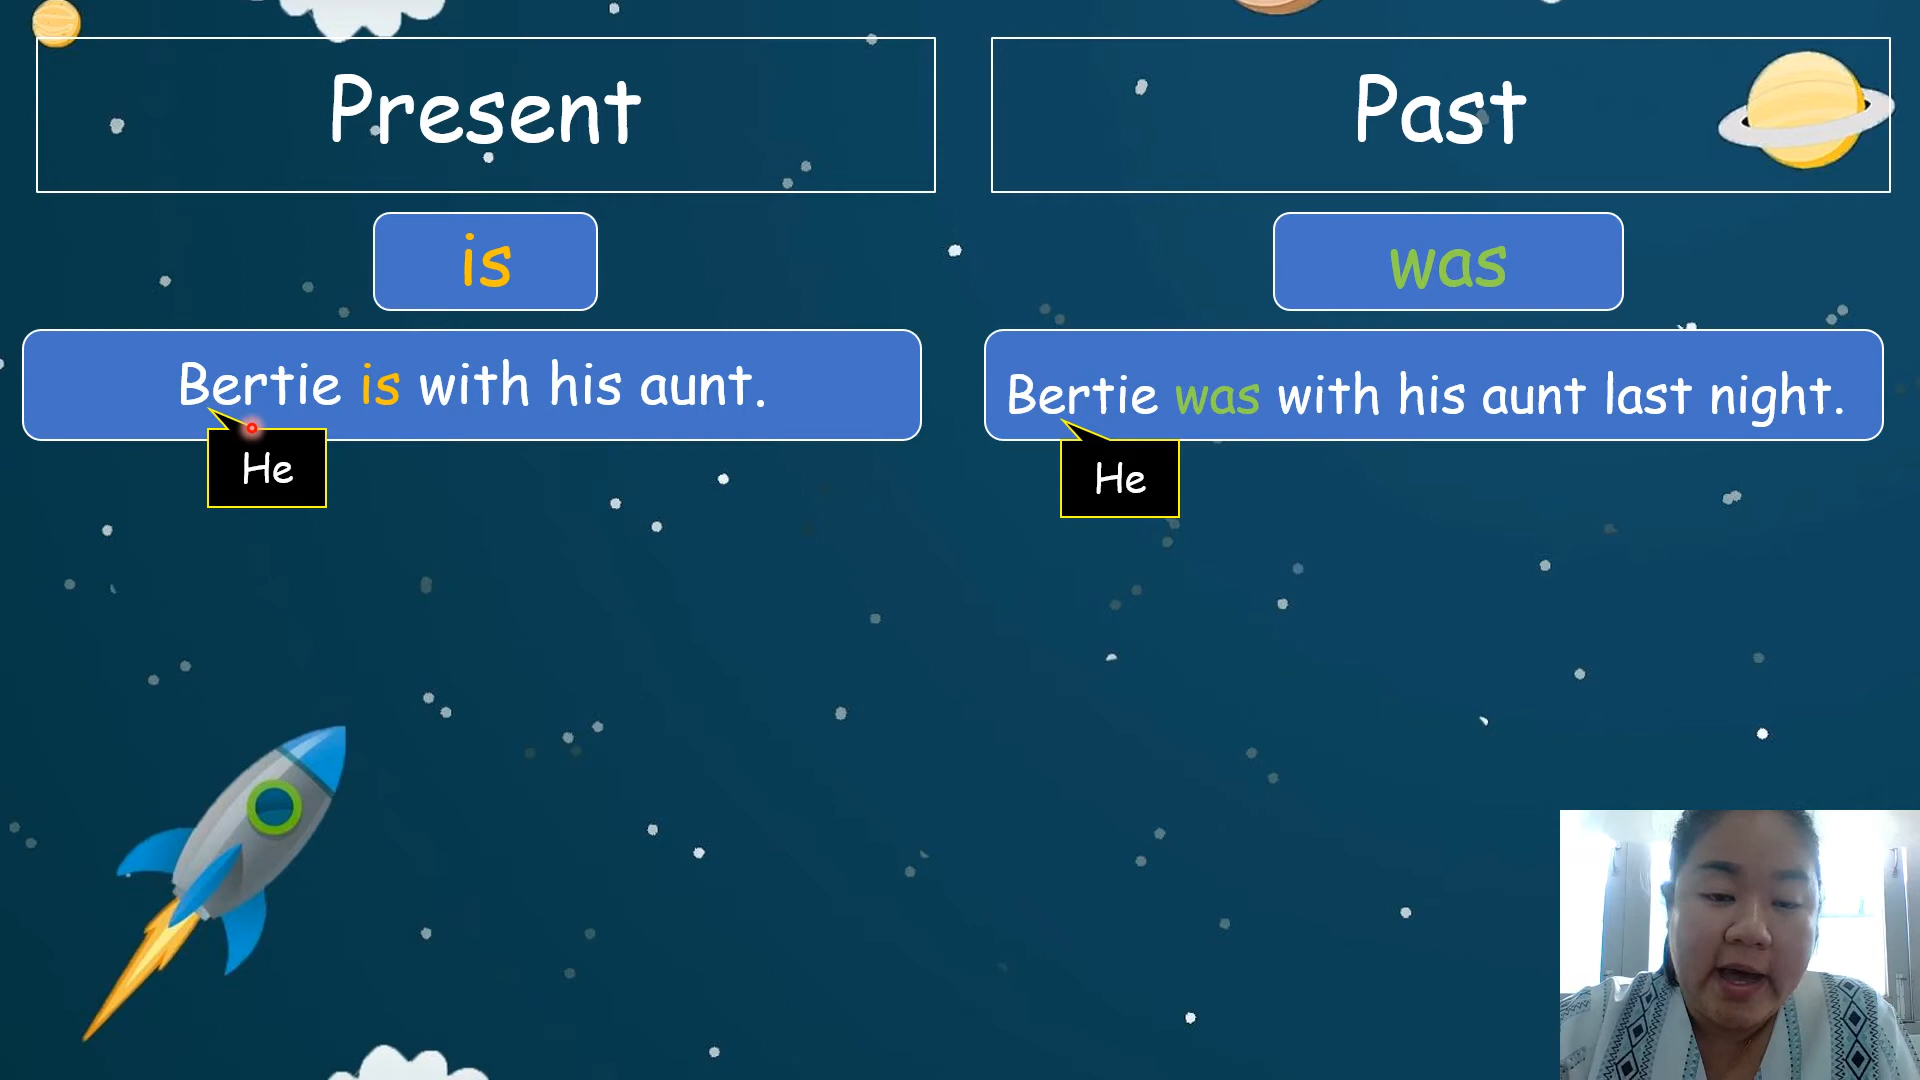 Present
Past
is
was
Bertie is with his aunt.
Bertie was with his aunt last night.
He
He